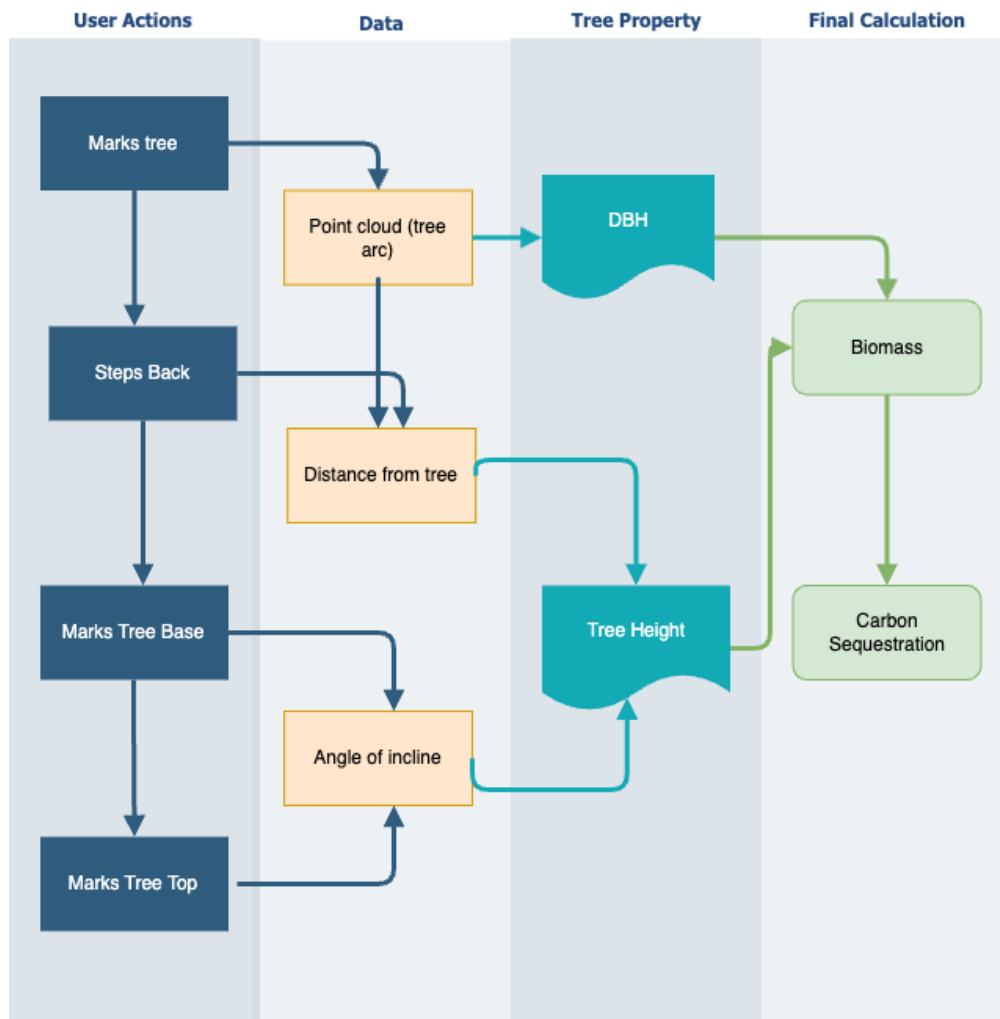 User Actions
Data
Tree Property
Final Calculation
Marks tree
Point cloud (tree
arc)
DBH
Biomass
Steps Back
Distance from tree
Marks Tree Base
Tree Height
Carbon
Sequestration
Angle of incline
Marks Tree Top